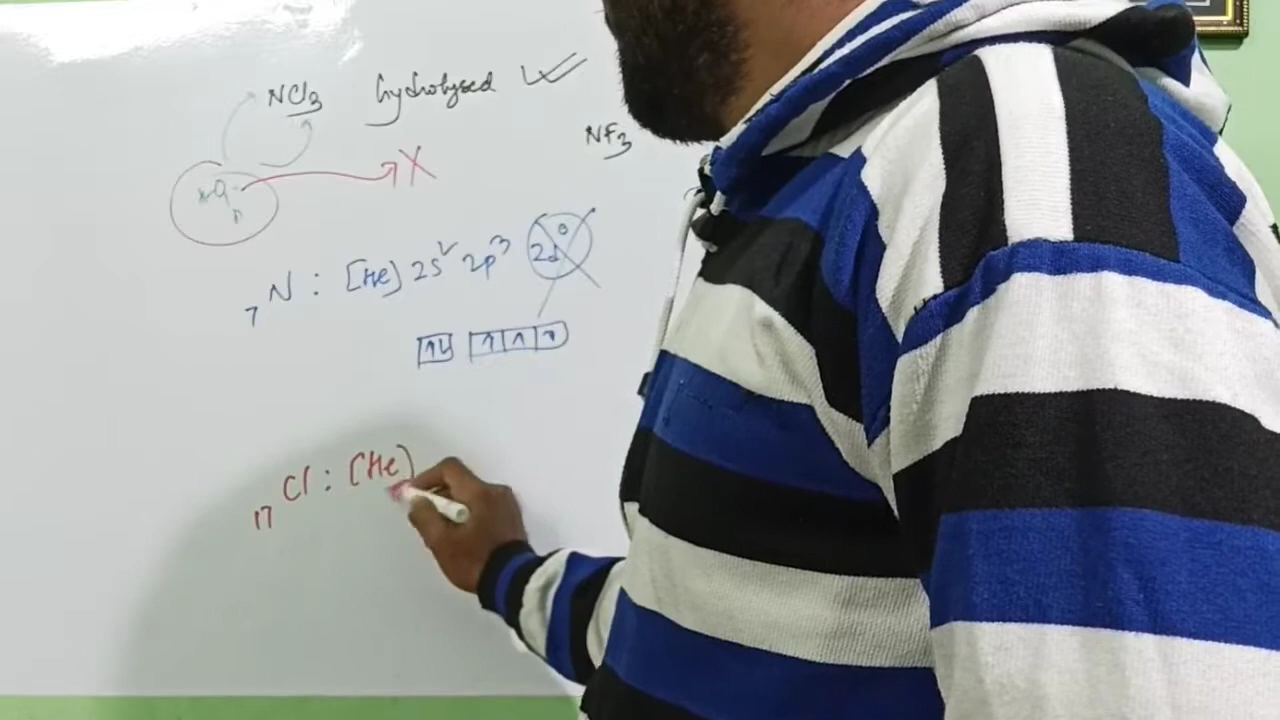 NCl3 hydrolysed
NF3
X
7N : [He] 2s² 2p³ 2d⁰
17Cl : [He]